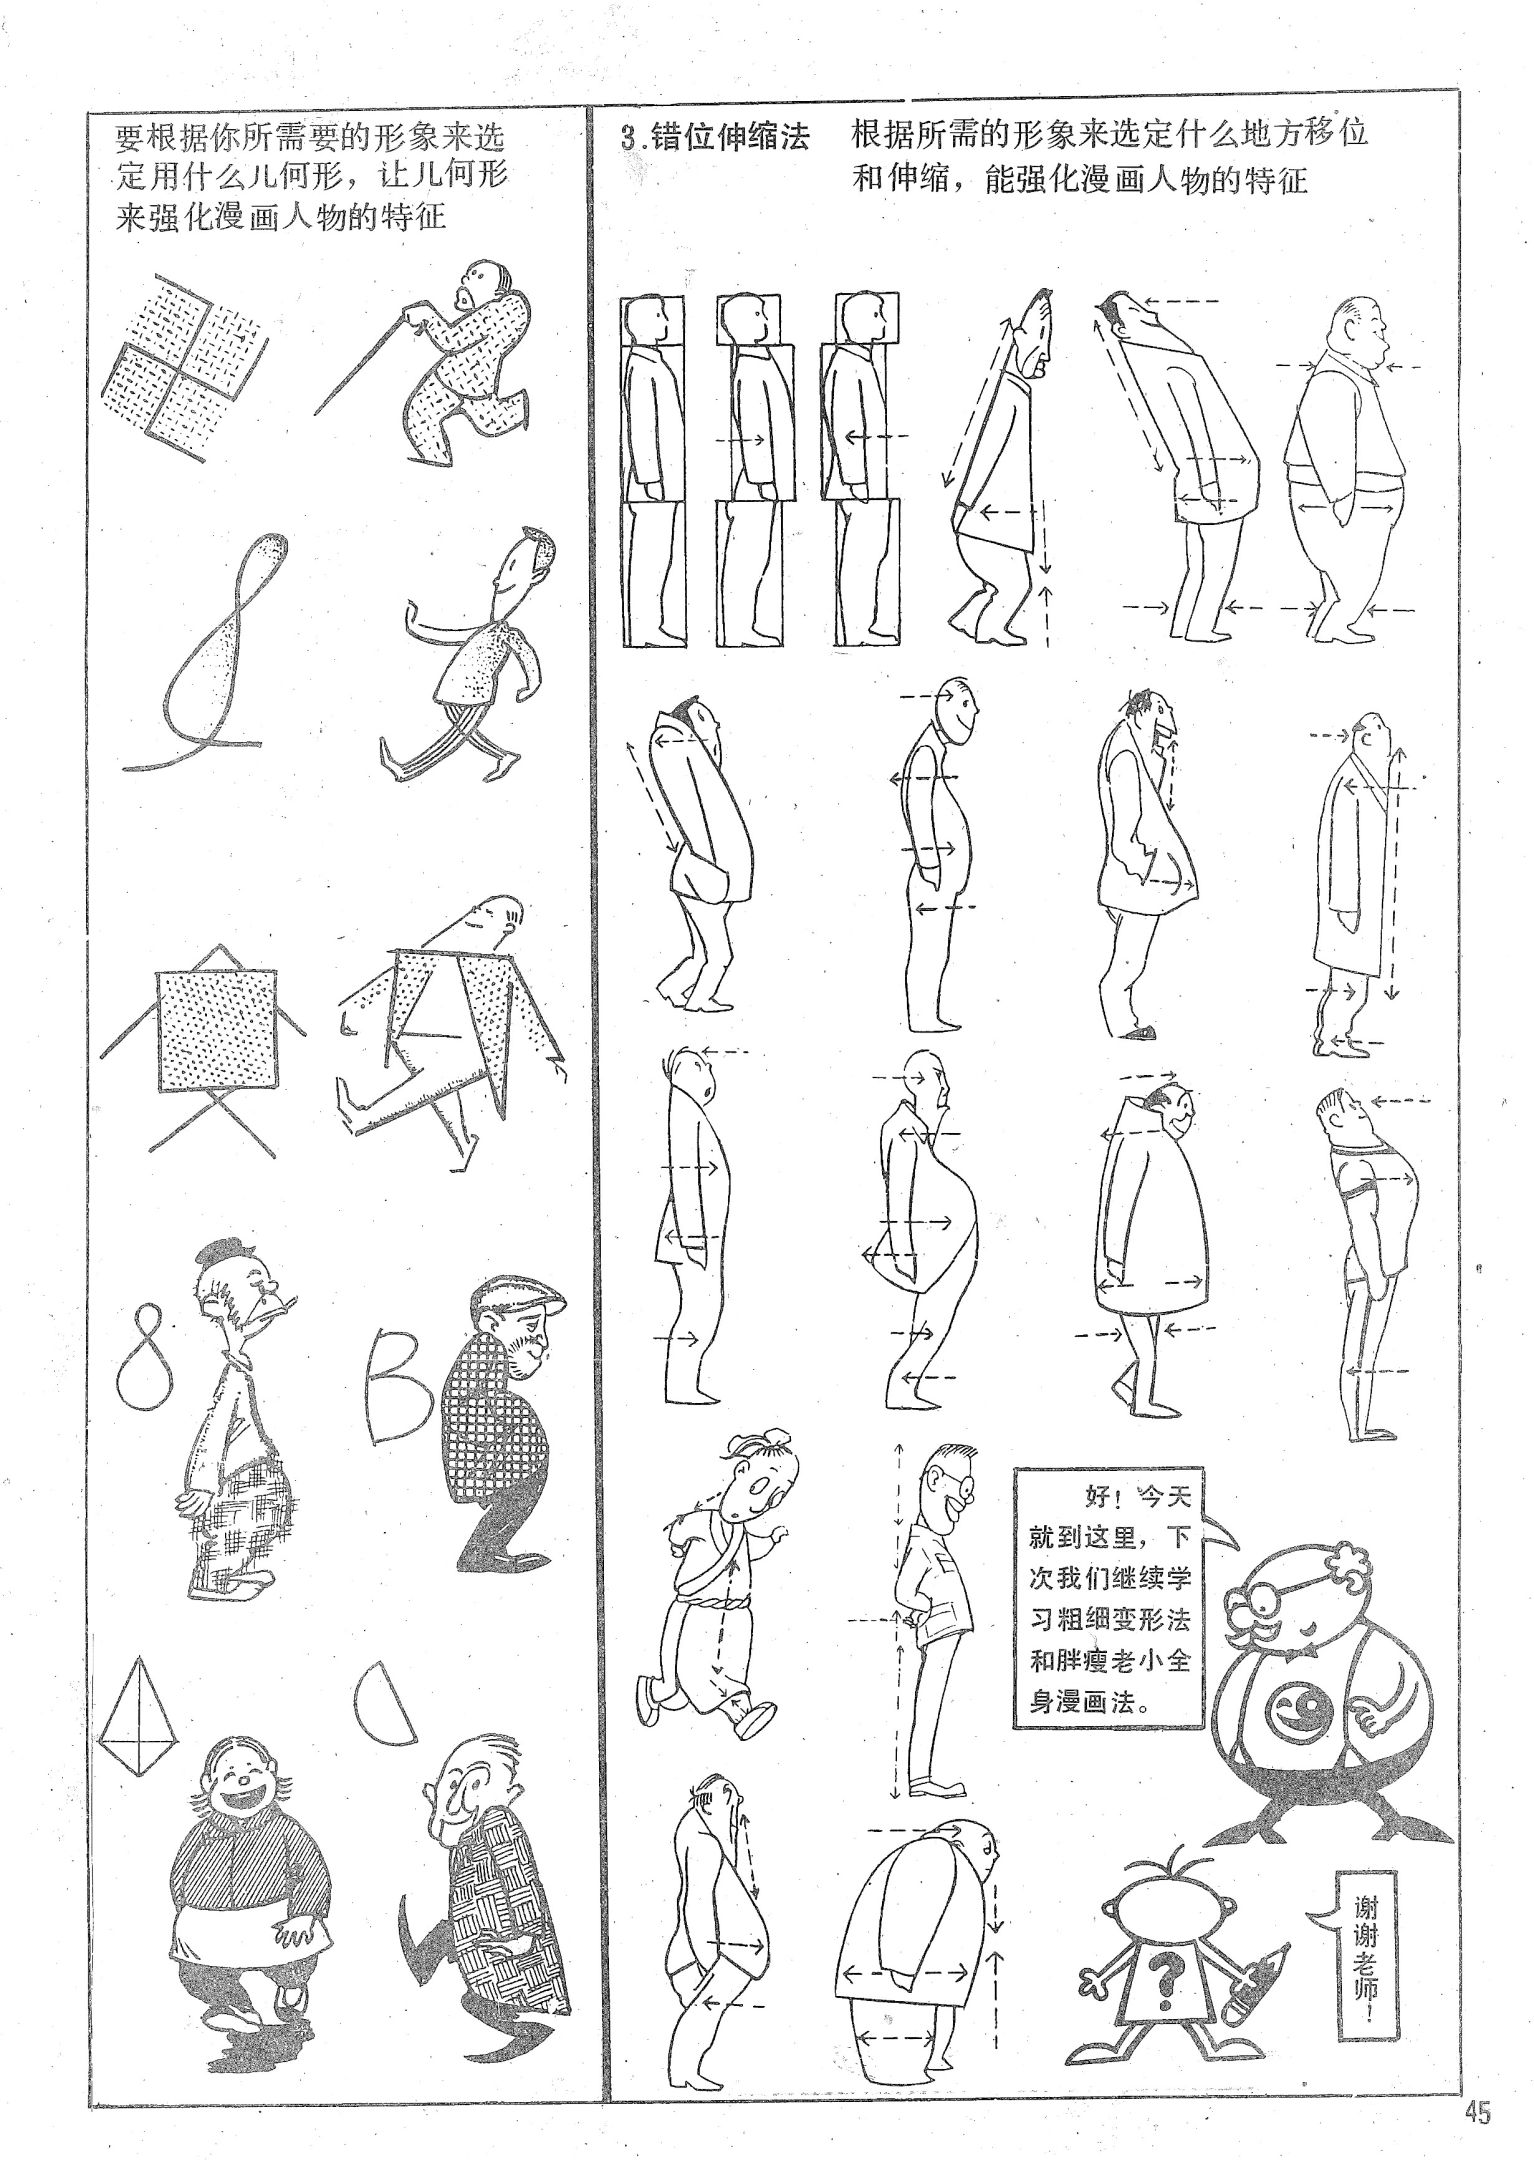 要根据你所需要的形象来选
定用什么几何形，让几何形
来强化漫画人物的特征
3.错位伸缩法 根据所需的形象来选定什么地方移位
和伸缩，能强化漫画人物的特征
8
B
好！今天
就到这里，下
次我们继续学
习粗细变形法
和胖瘦老小全
身漫画法。
?
谢谢老师！
45